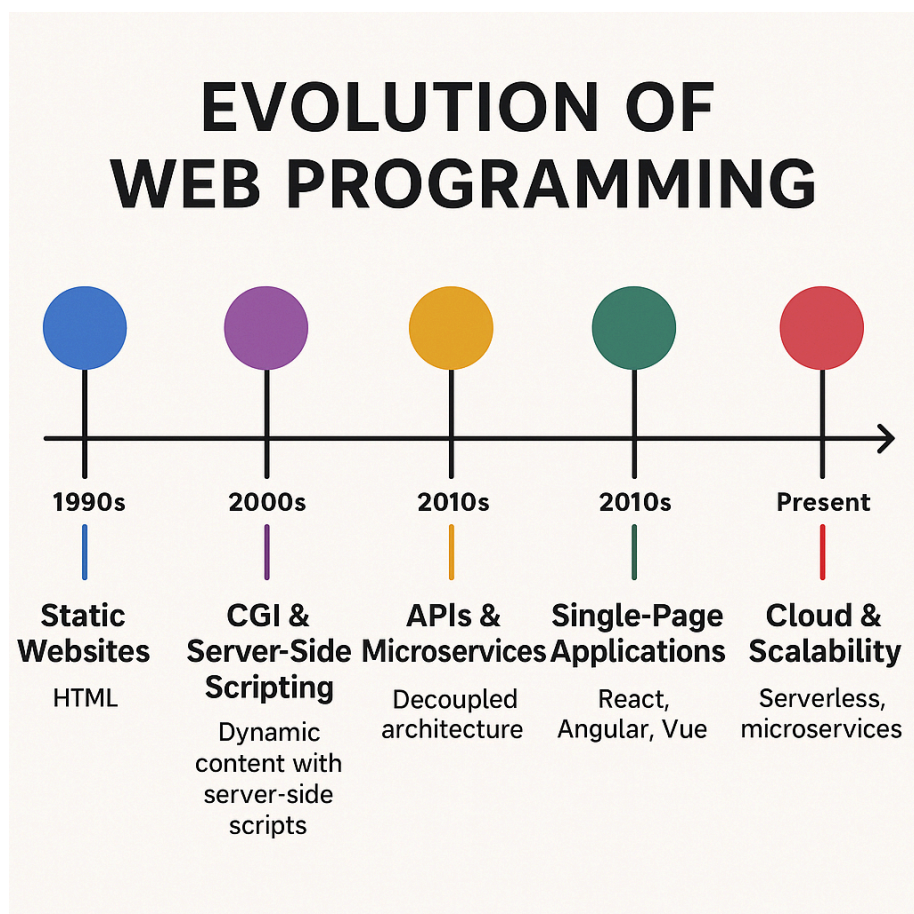 EVOLUTION OF
WEB PROGRAMMING
1990s
Static
Websites
HTML
2000s
CGI &
Server-Side
Scripting
Dynamic
content with
server-side
scripts
2010s
APIs &
Microservices
Decoupled
architecture
2010s
Single-Page
Applications
React,
Angular, Vue
Present
Cloud &
Scalability
Serverless,
microservices